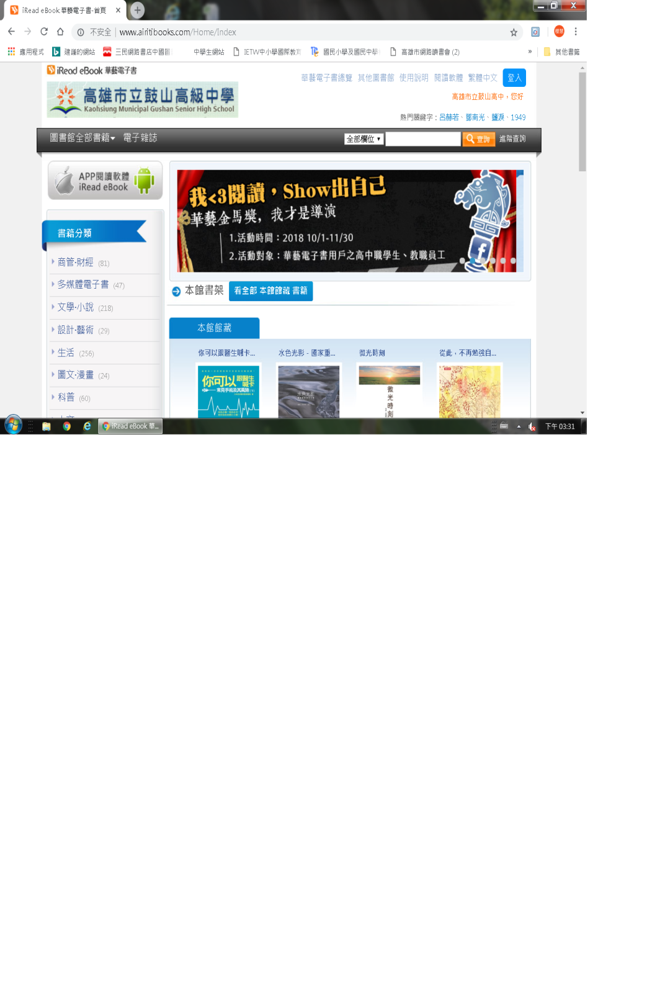 iRead eBook 華藝電子書-首頁
不安全 | www.airitibooks.com/Home/Index
應用程式 建議的網站 三民網路書店中國圖 中學生網站 IETW中小學國際教育 國民小學及國民中學 高雄市網路讀書會 (2) » 其他書籤
iRead eBook 華藝電子書
華藝電子書總覽 其他圖書館 使用說明 閱讀軟體 繁體中文 登入
高雄市立鼓山高級中學
Kaohsiung Municipal Gushan Senior High School
高雄市立鼓山高中，您好
熱門關鍵字：呂赫若、鄧南光、鹽淚、1949
圖書館全部書籍 電子雜誌 全部欄位 查詢 進階查詢
APP閱讀軟體
iRead eBook
我<3閱讀，Show出自己
華藝金馬獎，我才是導演
1.活動時間：2018 10/1-11/30
2.活動對象：華藝電子書用戶之高中職學生、教職員工
書籍分類
商管‧財經 (81)
多媒體電子書 (47)
文學‧小說 (218)
設計‧藝術 (29)
生活 (256)
圖文‧漫畫 (24)
科普 (60)
本館書架 看全部 本館館藏 書籍
本館館藏
你可以跟醫生喊卡... 水色光影 - 國家重... 微光時刻 從此，不再勉強自...
你可以 跟醫生喊卡
常見手術及其風險
水色光影
微光時刻
iRead eBook 華...
下午 03:31